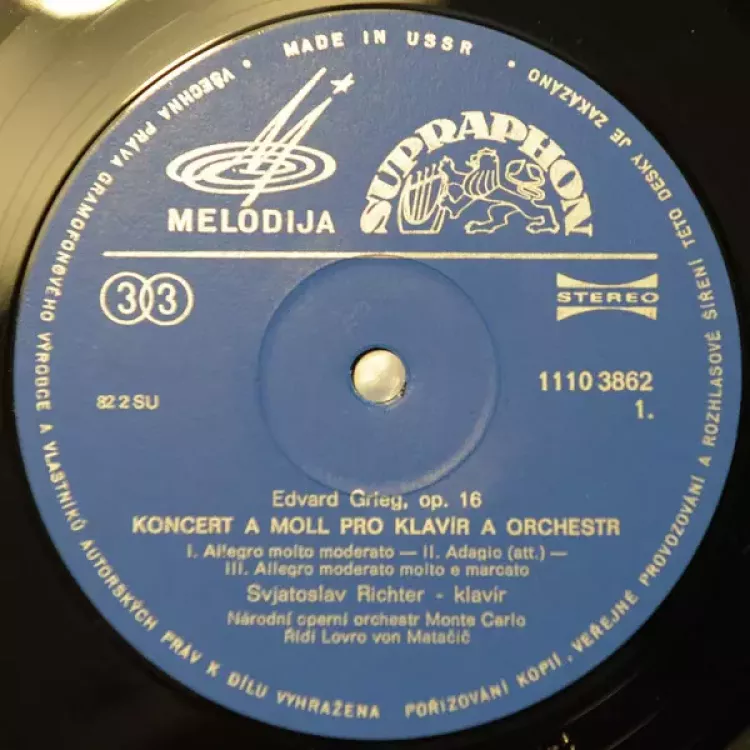 MADE IN USSR
MELODIJA
SUPRAPHON
33
STEREO
82 2 SU
1110 3862
1.
Edvard Grieg, op. 16
KONCERT A MOLL PRO KLAVÍR A ORCHESTR
I. Allegro molto moderato — II. Adagio (att.) —
III. Allegro moderato molto e marcato
Svjatoslav Richter - klavír
Národní operní orchestr Monte Carlo
Řídí Lovro von Matačič
• VŠECHNA PRÁVA GRAMOFONOVÉHO VÝROBCE A VLASTNÍKŮ AUTORSKÝCH PRÁV K DÍLU VYHRAŽENA POŘIZOVÁNÍ KOPIÍ, VEŘEJNÉ PROVOZOVÁNÍ A ROZHLASOVÉ ŠÍŘENÍ TÉTO DESKY JE ZAKÁZÁNO •